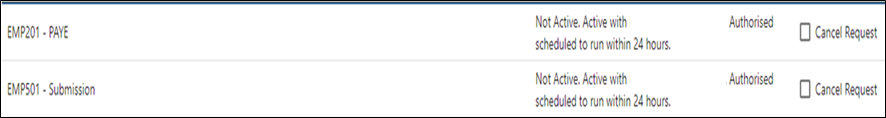 EMP201 - PAYE Not Active. Active with scheduled to run within 24 hours. Authorised Cancel Request
EMP501 - Submission Not Active. Active with scheduled to run within 24 hours. Authorised Cancel Request